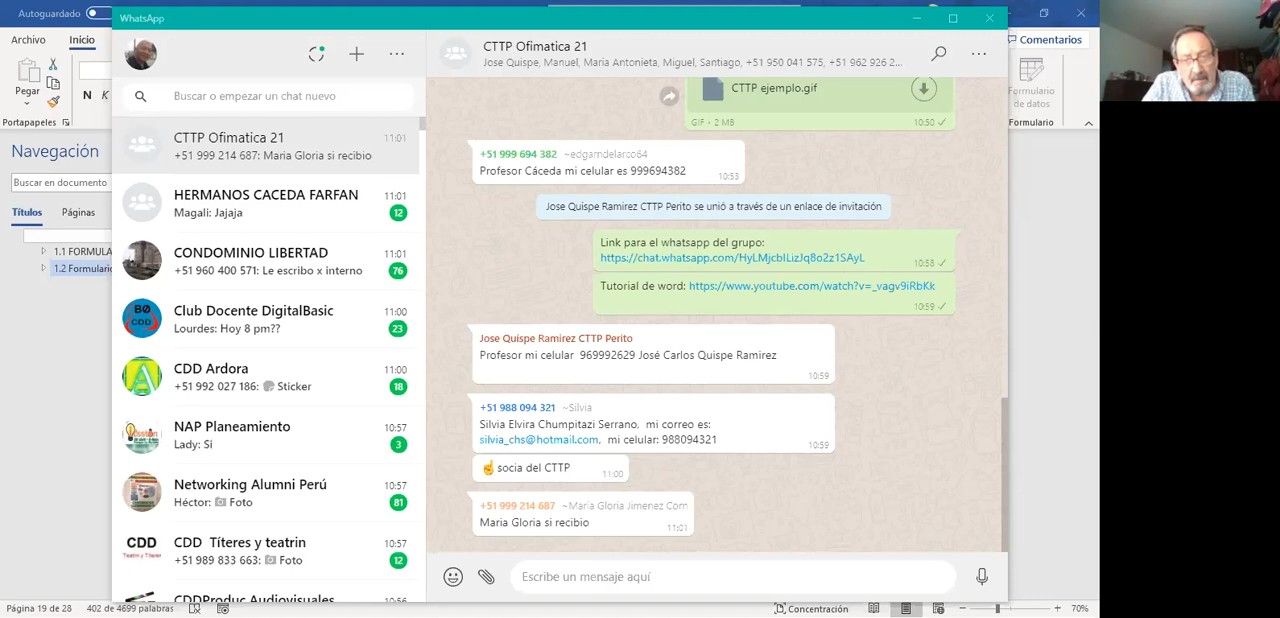 Autoguardado
WhatsApp
Archivo
Inicio
Comentarios
Pegar
N K
Portapapeles
Formulario
de datos
Formulario
Navegación
Buscar en documento
Títulos
Páginas
1.1 FORMULA
1.2 Formulario
Buscar o empezar un chat nuevo
CTTP Ofimatica 21
11:01
+51 999 214 687: Maria Gloria si recibio
HERMANOS CACEDA FARFAN
11:01
Magali: Jajaja
12
CONDOMINIO LIBERTAD
11:01
+51 960 400 571: Le escribo x interno
76
Club Docente DigitalBasic
11:00
Lourdes: Hoy 8 pm??
23
CDD Ardora
11:00
+51 992 027 186: Sticker
18
NAP Planeamiento
10:57
Lady: Si
3
Networking Alumni Perú
10:57
Héctor: Foto
81
CDD Títeres y teatrin
10:57
+51 989 833 663: Foto
12
CDDProduc Audiovisuales
10:56
CTTP Ofimatica 21
Jose Quispe, Manuel, Maria Antonieta, Miguel, Santiago, +51 950 041 575, +51 962 926 2...
CTTP ejemplo.gif
GIF • 2 MB
10:50
+51 999 694 382 ~edgarndelarco64
Profesor Cáceda mi celular es 999694382
10:53
Jose Quispe Ramirez CTTP Perito se unió a través de un enlace de invitación
Link para el whatsapp del grupo:
https://chat.whatsapp.com/HyLMjcbILizJq8o2z1SAyL
10:58
Tutorial de word: https://www.youtube.com/watch?v=_vagv9iRbKk
10:59
Jose Quispe Ramirez CTTP Perito
Profesor mi celular 969992629 José Carlos Quispe Ramirez
10:59
+51 988 094 321 ~Silvia
Silvia Elvira Chumpitazi Serrano, mi correo es:
silvia_chs@hotmail.com, mi celular: 988094321
10:59
☝socia del CTTP
11:00
+51 999 214 687 ~Maria Gloria Jimenez Corn
Maria Gloria si recibio
11:01
Escribe un mensaje aquí
Página 19 de 28
402 de 4699 palabras
Concentración
70%